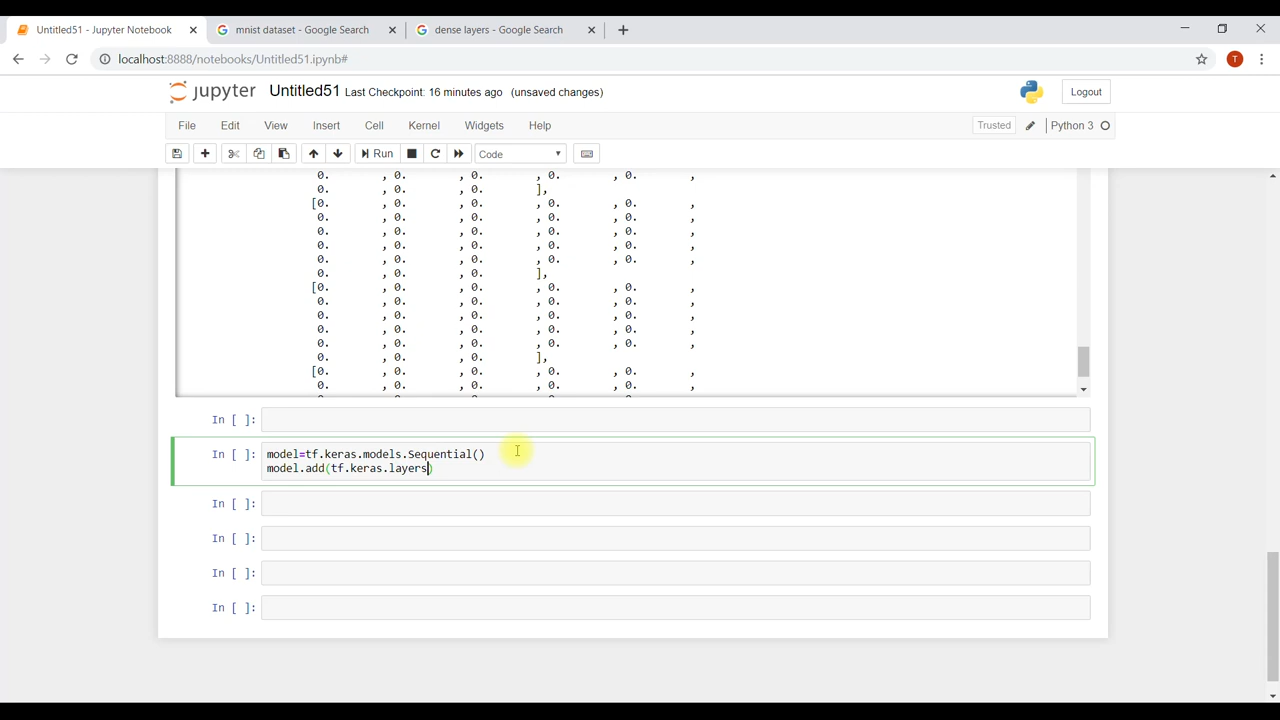 Untitled51 - Jupyter Notebook
mnist dataset - Google Search
dense layers - Google Search
localhost:8888/notebooks/Untitled51.ipynb#
T
jupyter Untitled51 Last Checkpoint: 16 minutes ago (unsaved changes)
Logout
File Edit View Insert Cell Kernel Widgets Help
Trusted Python 3
Run Code
0. , 0. , 0. , 0. , 0. ,
0. , 0. , 0. ],
[0. , 0. , 0. , 0. , 0. ,
0. , 0. , 0. , 0. , 0. ,
0. , 0. , 0. , 0. , 0. ,
0. , 0. , 0. , 0. , 0. ,
0. , 0. , 0. , 0. , 0. ,
0. , 0. , 0. ],
[0. , 0. , 0. , 0. , 0. ,
0. , 0. , 0. , 0. , 0. ,
0. , 0. , 0. , 0. , 0. ,
0. , 0. , 0. , 0. , 0. ,
0. , 0. , 0. , 0. , 0. ,
0. , 0. , 0. ],
[0. , 0. , 0. , 0. , 0. ,
0. , 0. , 0. , 0. , 0. ,
In [ ]:
In [ ]: model=tf.keras.models.Sequential()
model.add(tf.keras.layers)
In [ ]:
In [ ]:
In [ ]:
In [ ]: